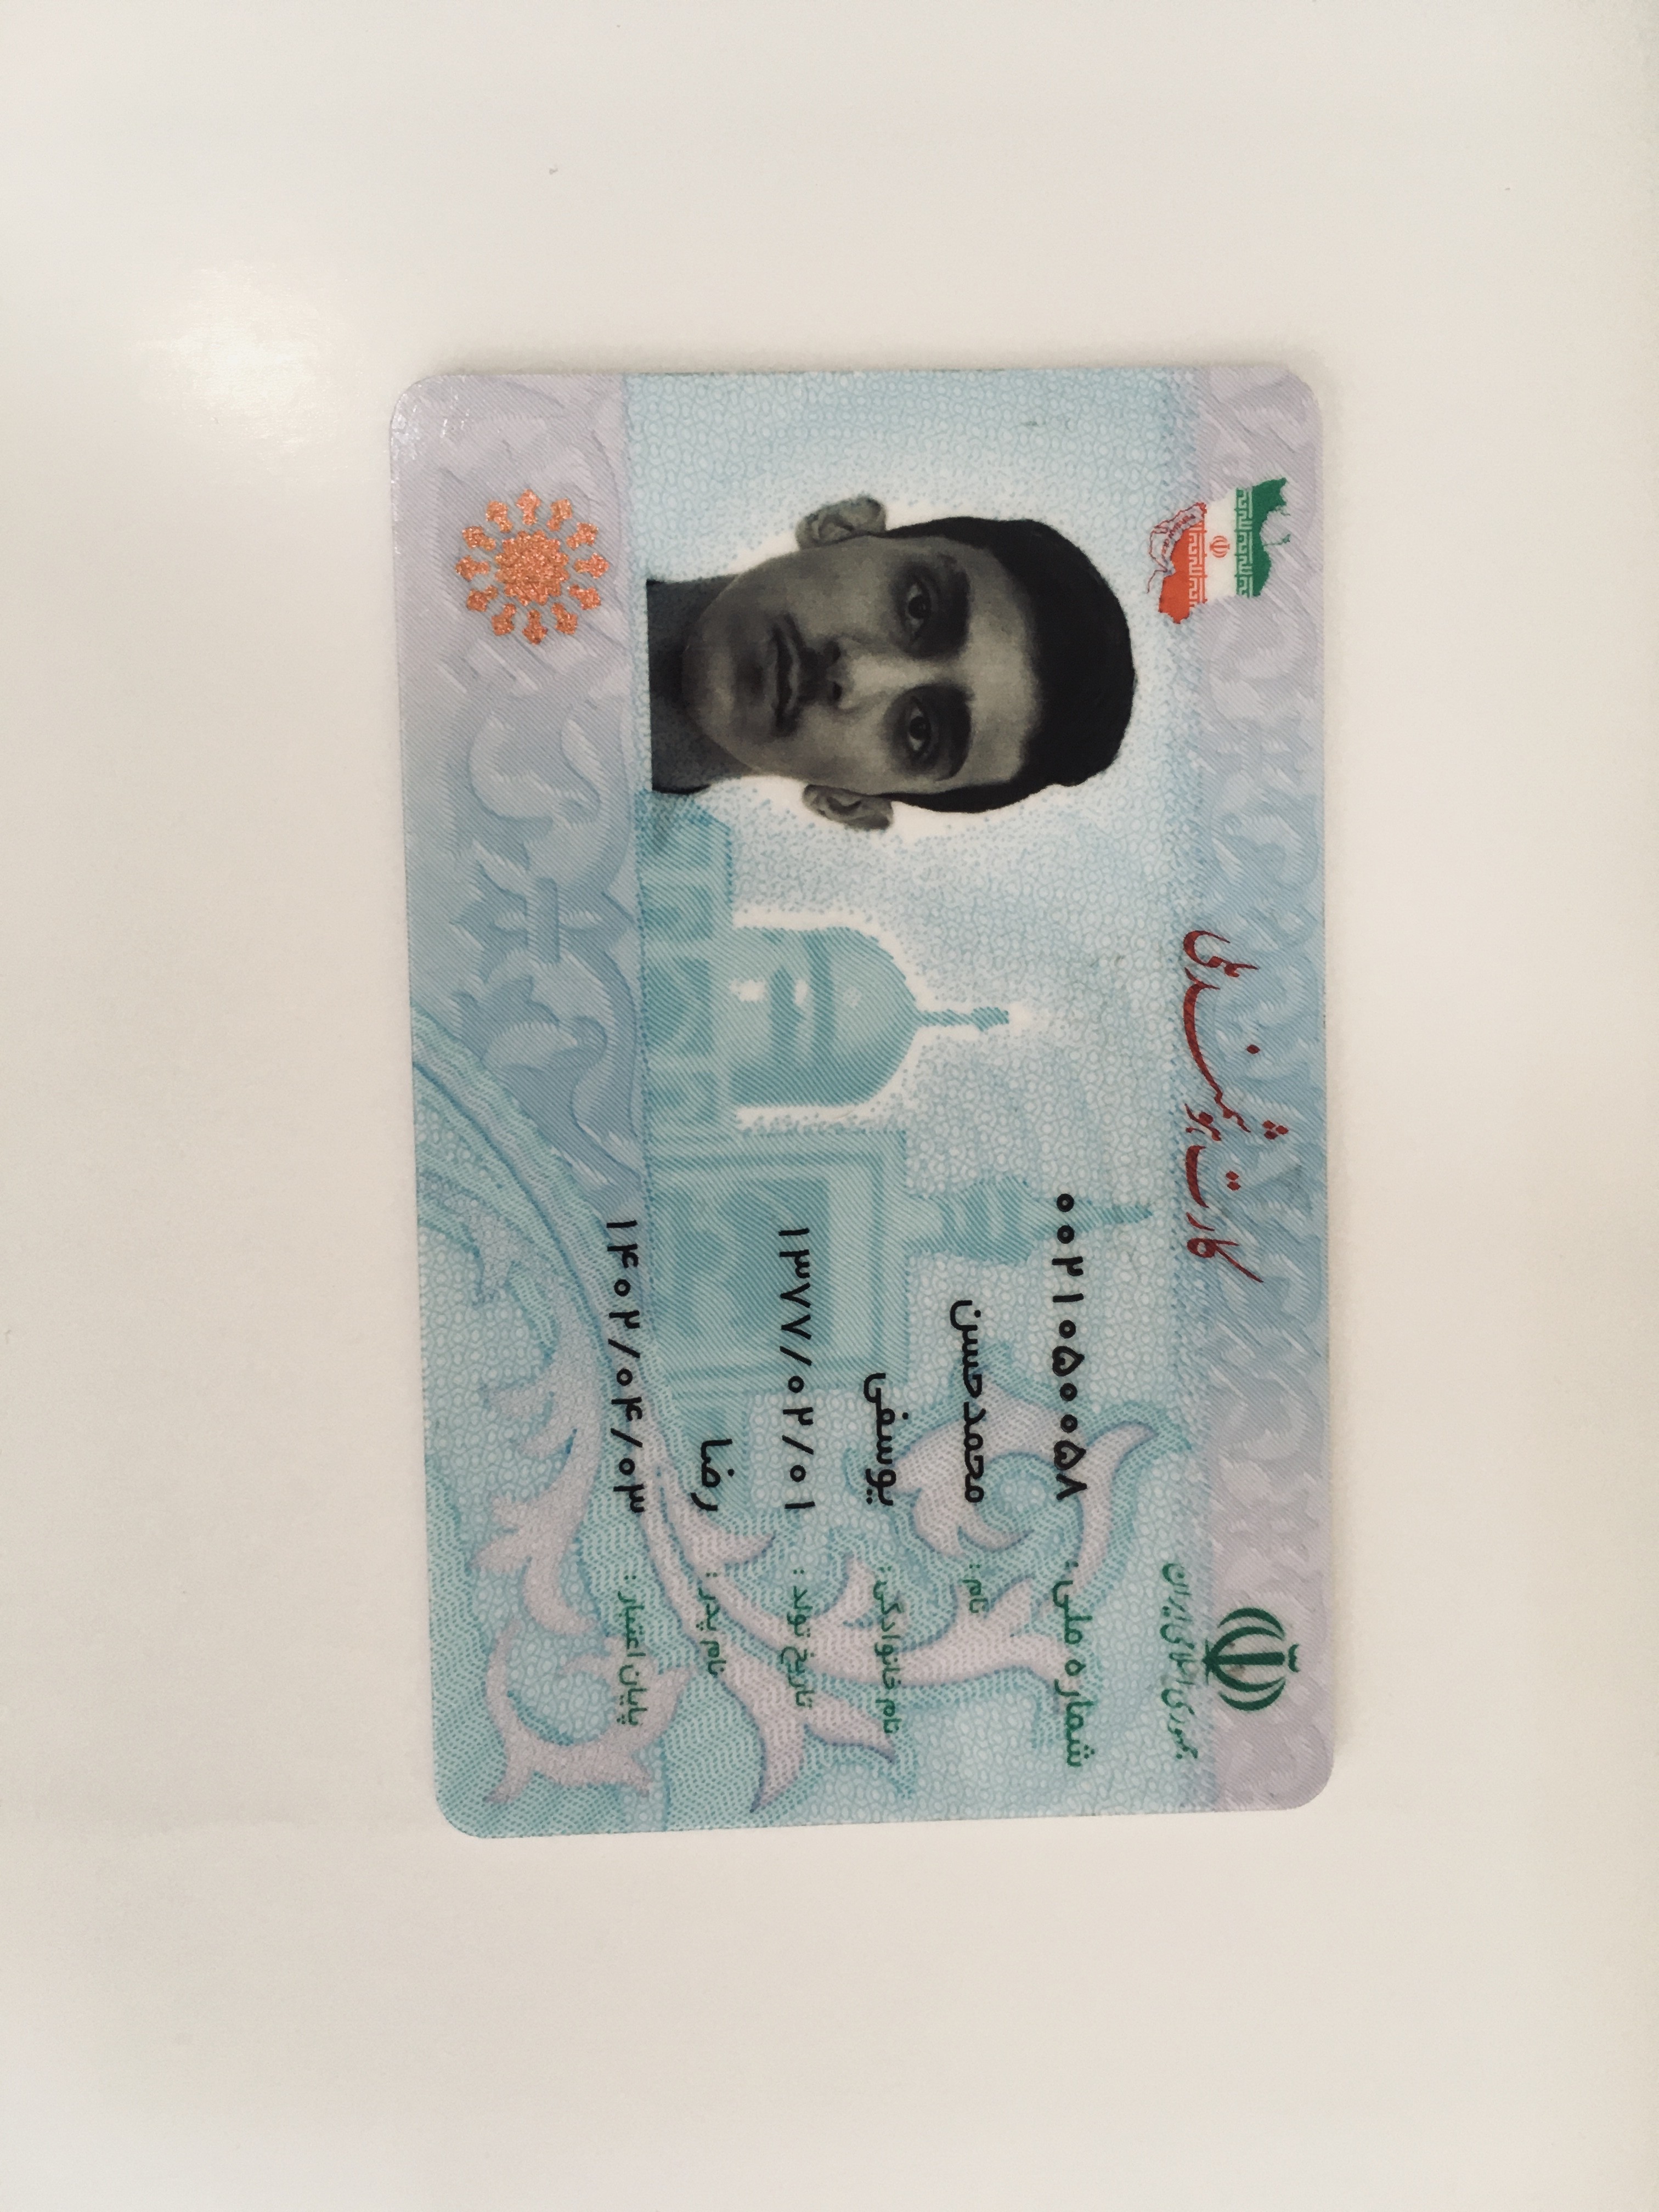 کارت هوشمند ملی
جمهوری اسلامی ایران
شماره ملی : ۰۰۲۱۰۵۰۰۵۸
نام : محمدحسن
نام خانوادگی : یوسفی
تاریخ تولد : ۱۳۷۷/۰۲/۰۱
نام پدر : رضا
پایان اعتبار : ۱۴۰۲/۰۴/۰۳